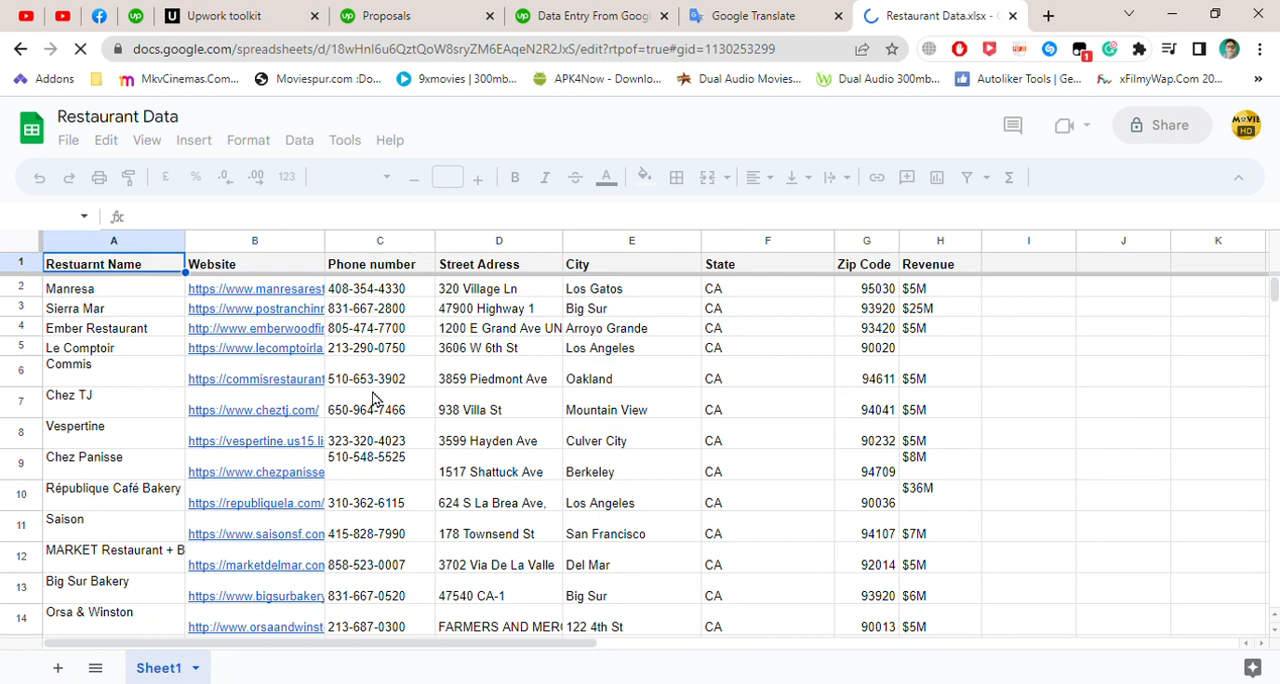 Upwork toolkit
Proposals
Data Entry From Goog
Google Translate
Restaurant Data.xlsx - G
docs.google.com/spreadsheets/d/18wHnI6u6QztQoW8sryZM6EAqeN2R2JxS/edit?rtpof=true#gid=1130253299
Addons
MkvCinemas.Com...
Moviespur.com :Do...
9xmovies | 300mb...
APK4Now - Downlo...
Dual Audio Movies...
Dual Audio 300mb...
Autoliker Tools | Ge...
xFilmyWap.Com 20...
Restaurant Data
File Edit View Insert Format Data Tools Help
Share
£ % .0 .00 123
A B C D E F G H I J K
1 Restuarnt Name Website Phone number Street Adress City State Zip Code Revenue
2 Manresa https://www.manresarest 408-354-4330 320 Village Ln Los Gatos CA 95030 $5M
3 Sierra Mar https://www.postranchinn 831-667-2800 47900 Highway 1 Big Sur CA 93920 $25M
4 Ember Restaurant http://www.emberwoodfir 805-474-7700 1200 E Grand Ave UN Arroyo Grande CA 93420 $5M
5 Le Comptoir https://www.lecomptoirla 213-290-0750 3606 W 6th St Los Angeles CA 90020
6 Commis https://commisrestaurant 510-653-3902 3859 Piedmont Ave Oakland CA 94611 $5M
7 Chez TJ https://www.cheztj.com/ 650-964-7466 938 Villa St Mountain View CA 94041 $5M
8 Vespertine https://vespertine.us15.li 323-320-4023 3599 Hayden Ave Culver City CA 90232 $5M
9 Chez Panisse https://www.chezpanisse 510-548-5525 1517 Shattuck Ave Berkeley CA 94709 $8M
10 République Café Bakery https://republiquela.com/ 310-362-6115 624 S La Brea Ave, Los Angeles CA 90036 $36M
11 Saison https://www.saisonsf.con 415-828-7990 178 Townsend St San Francisco CA 94107 $7M
12 MARKET Restaurant + B https://marketdelmar.con 858-523-0007 3702 Via De La Valle Del Mar CA 92014 $5M
13 Big Sur Bakery https://www.bigsurbakery 831-667-0520 47540 CA-1 Big Sur CA 93920 $6M
14 Orsa & Winston http://www.orsaandwinst 213-687-0300 FARMERS AND MERC 122 4th St CA 90013 $5M
Sheet1